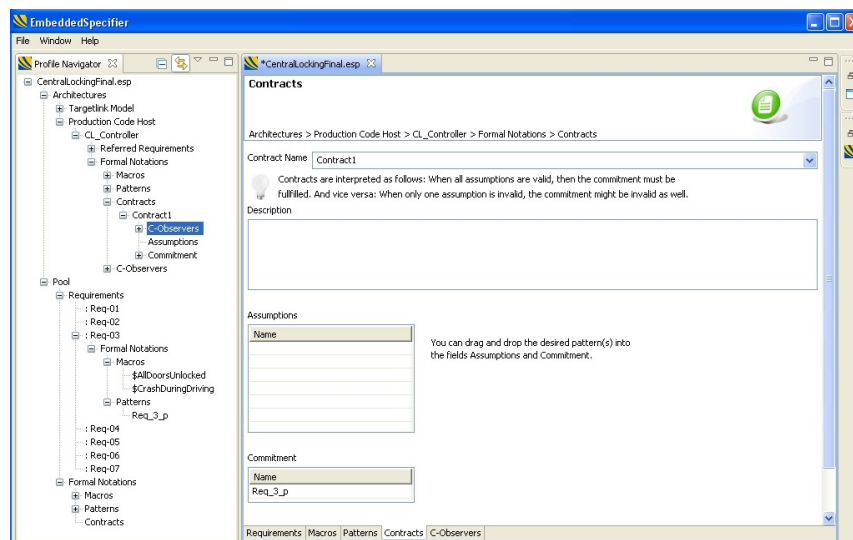 EmbeddedSpecifier
File Window Help
Profile Navigator
CentralLockingFinal.esp
Architectures
Targetlink Model
Production Code Host
CL_Controller
Referred Requirements
Formal Notations
Macros
Patterns
Contracts
Contract1
C-Observers
Assumptions
Commitment
C-Observers
Pool
Requirements
: Req-01
: Req-02
: Req-03
Formal Notations
Macros
$AllDoorsUnlocked
$CrashDuringDriving
Patterns
Req_3_p
: Req-04
: Req-05
: Req-06
: Req-07
Formal Notations
Macros
Patterns
Contracts
*CentralLockingFinal.esp
Contracts
Architectures > Production Code Host > CL_Controller > Formal Notations > Contracts
Contract Name Contract1
Contracts are interpreted as follows: When all assumptions are valid, then the commitment must be
fullfilled. And vice versa: When only one assumption is invalid, the commitment might be invalid as well.
Description
Assumptions
Name
You can drag and drop the desired pattern(s) into
the fields Assumptions and Commitment.
Commitment
Name
Req_3_p
Requirements Macros Patterns Contracts C-Observers